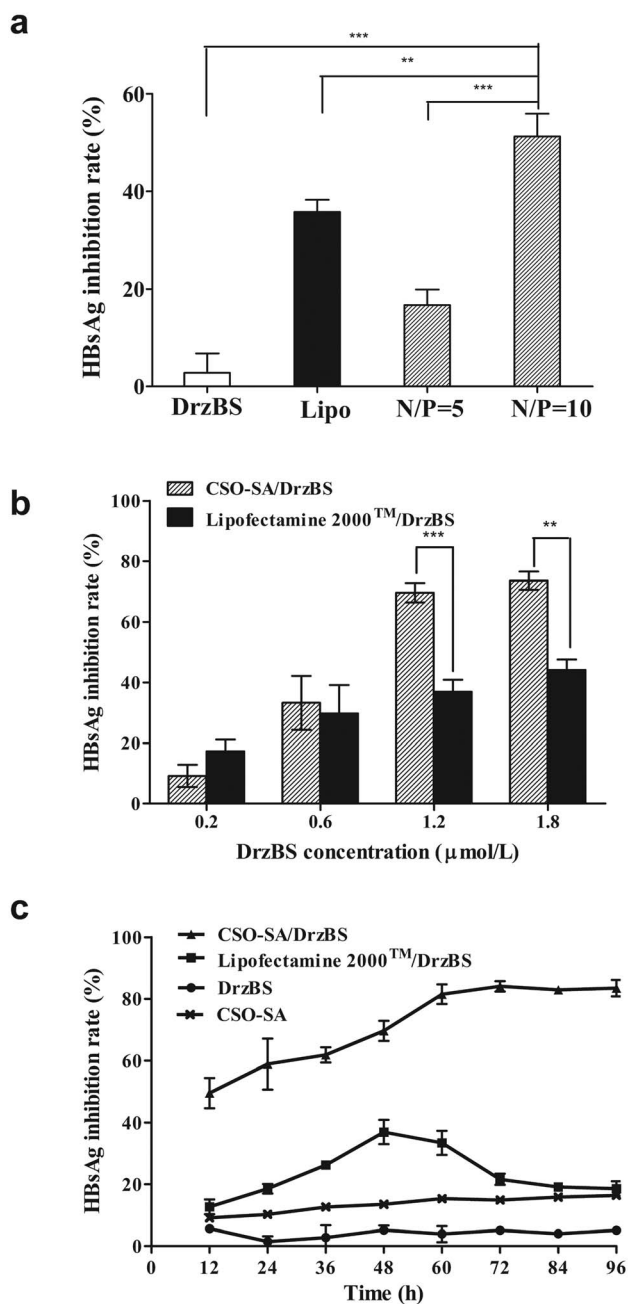 a
***
**
***
60
40
20
0
HBsAg inhibition rate (%)
DrzBS Lipo N/P=5 N/P=10
b
CSO-SA/DrzBS
Lipofectamine 2000™/DrzBS
***
**
100
80
60
40
20
0
HBsAg inhibition rate (%)
0.2 0.6 1.2 1.8
DrzBS concentration (μmol/L)
c
CSO-SA/DrzBS
Lipofectamine 2000™/DrzBS
DrzBS
CSO-SA
100
80
60
40
20
0
HBsAg inhibition rate (%)
0 12 24 36 48 60 72 84 96
Time (h)